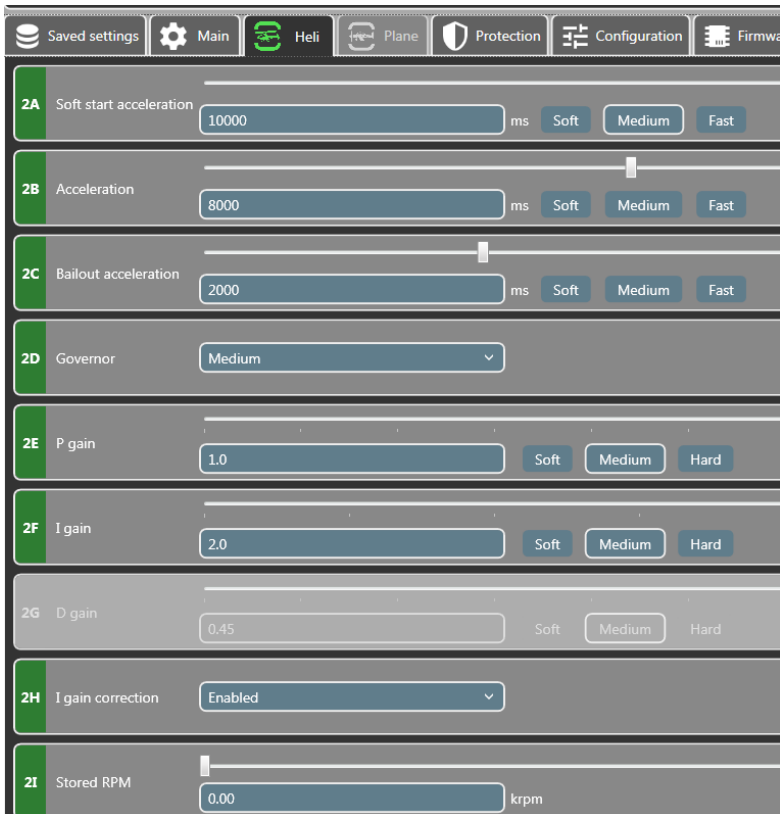 Saved settings Main Heli Plane Protection Configuration Firmwa
2A Soft start acceleration
10000 ms Soft Medium Fast
2B Acceleration
8000 ms Soft Medium Fast
2C Bailout acceleration
2000 ms Soft Medium Fast
2D Governor Medium
2E P gain
1.0 Soft Medium Hard
2F I gain
2.0 Soft Medium Hard
2G D gain
0.45 Soft Medium Hard
2H I gain correction Enabled
2I Stored RPM
0.00 krpm